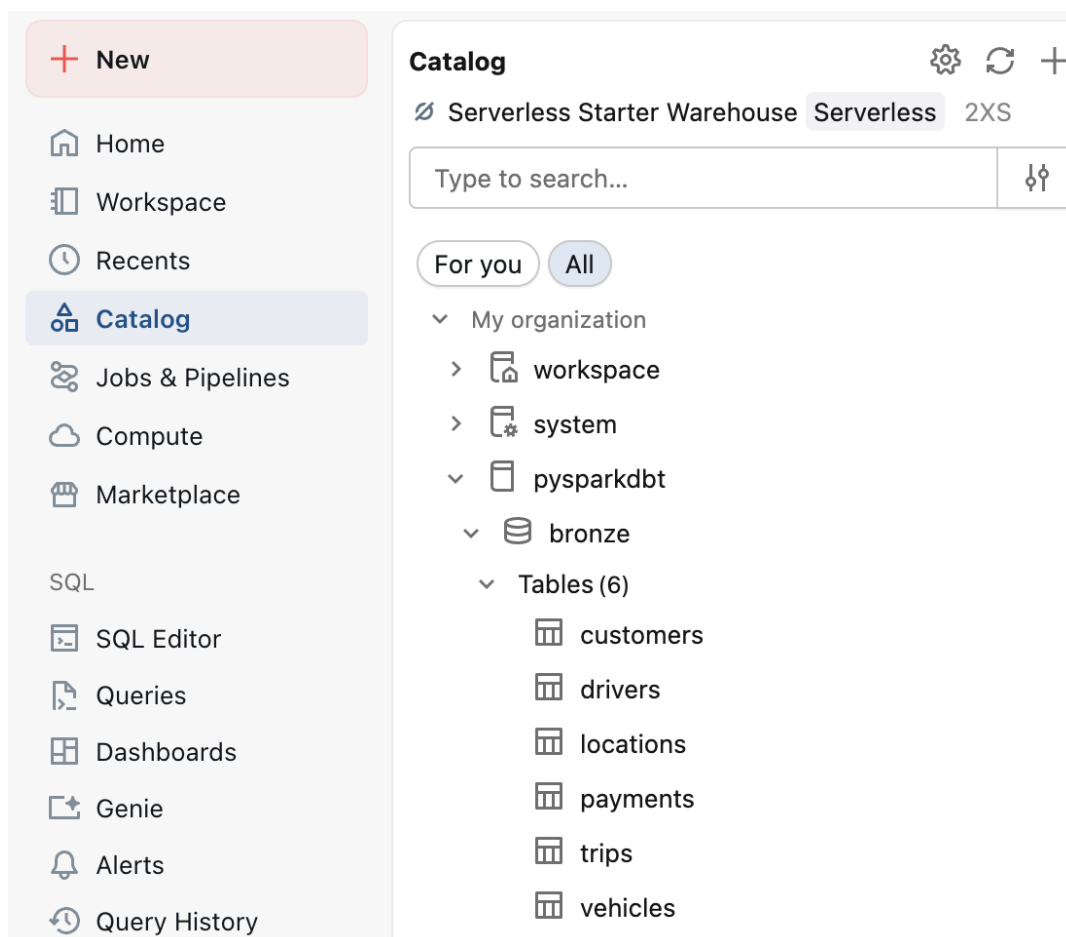 New
Home
Workspace
Recents
Catalog
Jobs & Pipelines
Compute
Marketplace
SQL
SQL Editor
Queries
Dashboards
Genie
Alerts
Query History
Catalog
Serverless Starter Warehouse Serverless 2XS
Type to search...
For you All
My organization
workspace
system
pysparkdbt
bronze
Tables (6)
customers
drivers
locations
payments
trips
vehicles